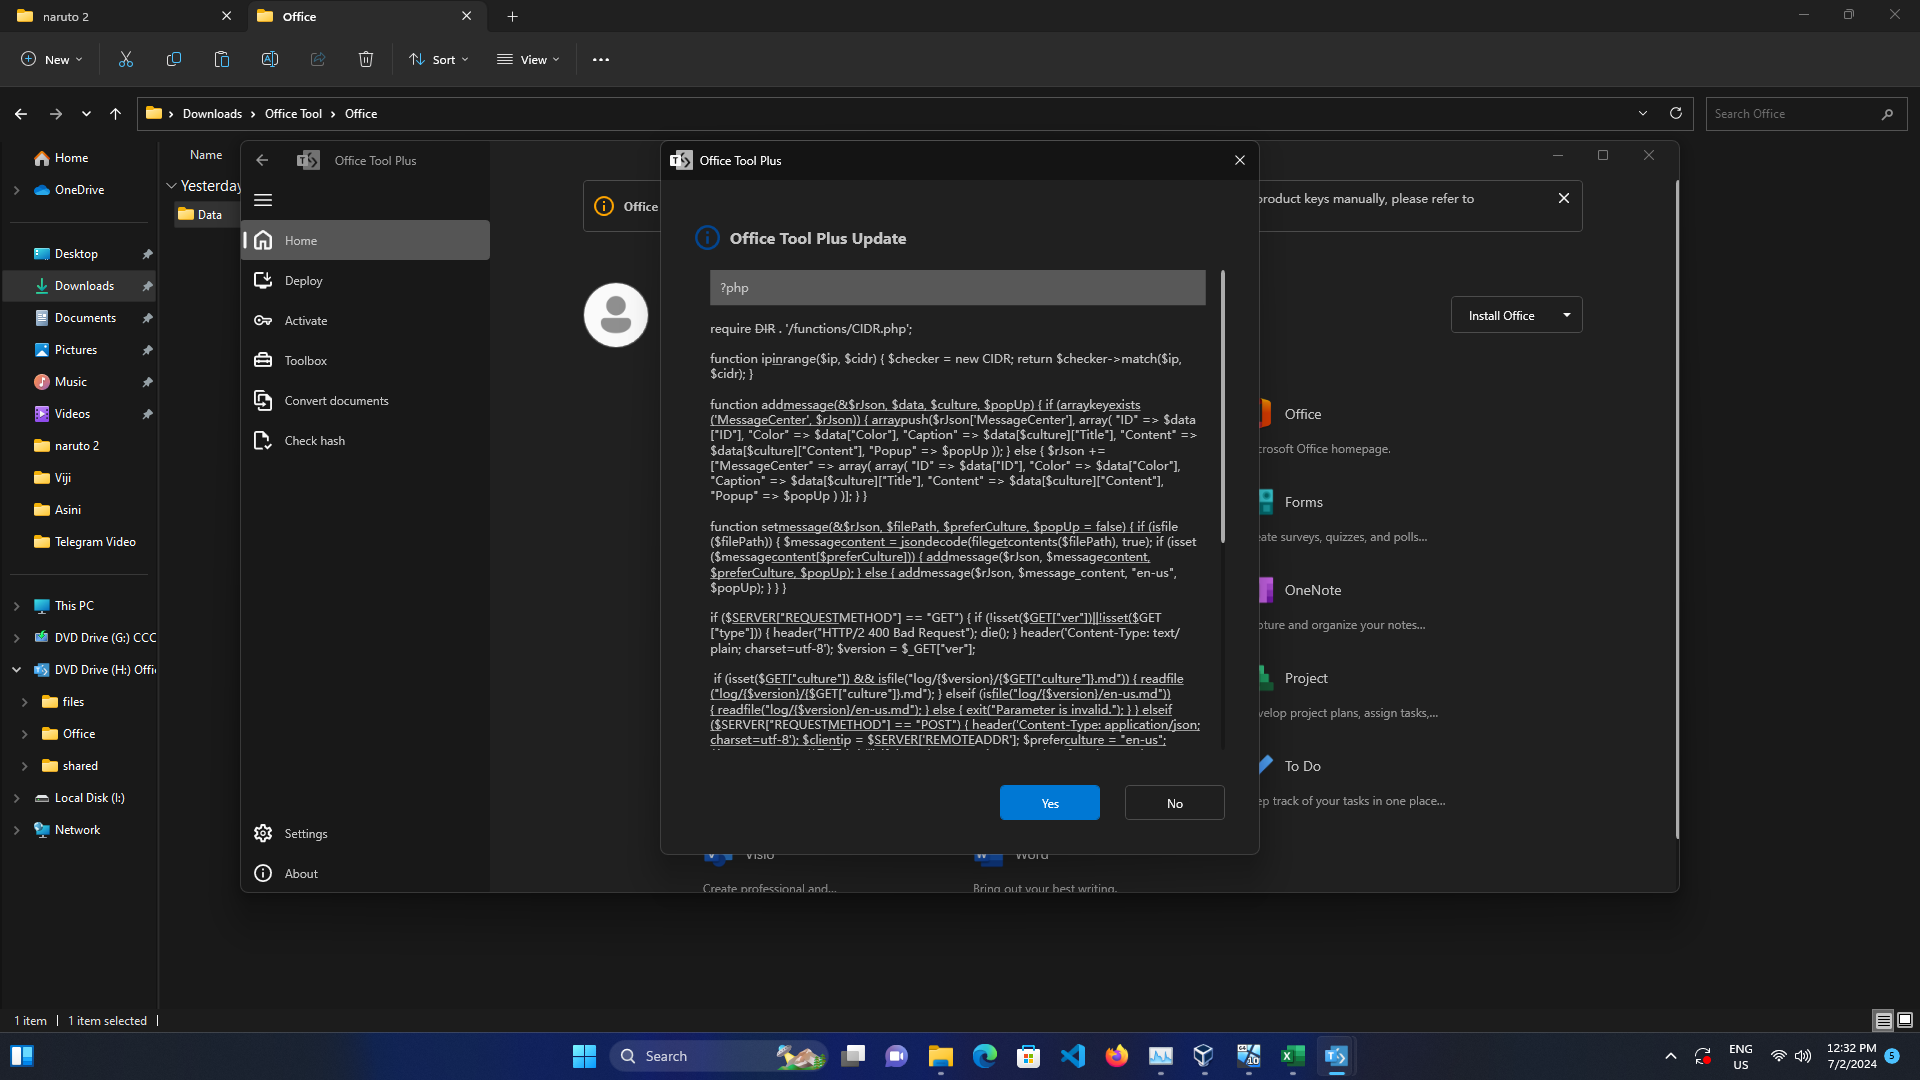 naruto 2
Office
New
Sort
View
Downloads
Office Tool
Office
Search Office
Home
OneDrive
Desktop
Downloads
Documents
Pictures
Music
Videos
naruto 2
Viji
Asini
Telegram Video
This PC
DVD Drive (G:) CCC
DVD Drive (H:) Offi
files
Office
shared
Local Disk (I:)
Network
Name
Yesterday
Data
Office Tool Plus
Home
Deploy
Activate
Toolbox
Convert documents
Check hash
Settings
About
Office
product keys manually, please refer to
Install Office
Office Tool Plus
Office Tool Plus Update
?php
require DIR . '/functions/CIDR.php';
function ipinrange($ip, $cidr) { $checker = new CIDR; return $checker->match($ip,
$cidr); }
function addmessage(&$rJson, $data, $culture, $popUp) { if (arraykeyexists
('MessageCenter', $rJson)) { arraypush($rJson['MessageCenter'], array( "ID" => $data
["ID"], "Color" => $data["Color"], "Caption" => $data[$culture]["Title"], "Content" =>
$data[$culture]["Content"], "Popup" => $popUp )); } else { $rJson +=
["MessageCenter" => array( array( "ID" => $data["ID"], "Color" => $data["Color"],
"Caption" => $data[$culture]["Title"], "Content" => $data[$culture]["Content"],
"Popup" => $popUp ) )]; } }
function setmessage(&$rJson, $filePath, $preferCulture, $popUp = false) { if (isfile
($filePath)) { $messagecontent = jsondecode(filegetcontents($filePath), true); if (isset
($messagecontent[$preferCulture])) { addmessage($rJson, $messagecontent,
$preferCulture, $popUp); } else { addmessage($rJson, $message_content, "en-us",
$popUp); } } }
if ($SERVER["REQUESTMETHOD"] == "GET") { if (!isset($GET["ver"])||!isset($GET
["type"])) { header("HTTP/2 400 Bad Request"); die(); } header('Content-Type: text/
plain; charset=utf-8'); $version = $_GET["ver"];
if (isset($GET["culture"]) && isfile("log/{$version}/{$GET["culture"]}.md")) { readfile
("log/{$version}/{$GET["culture"]}.md"); } elseif (isfile("log/{$version}/en-us.md"))
{ readfile("log/{$version}/en-us.md"); } else { exit("Parameter is invalid."); } } elseif
($SERVER["REQUESTMETHOD"] == "POST") { header('Content-Type: application/json;
charset=utf-8'); $clientip = $SERVER['REMOTEADDR']; $preferculture = "en-us";
Yes
No
Office
crosoft Office homepage.
Forms
eate surveys, quizzes, and polls...
OneNote
pture and organize your notes...
Project
velop project plans, assign tasks,...
To Do
ep track of your tasks in one place...
Visio
Create professional and...
Word
Bring out your best writing.
1 item
1 item selected
Search
ENG
US
12:32 PM
7/2/2024
5